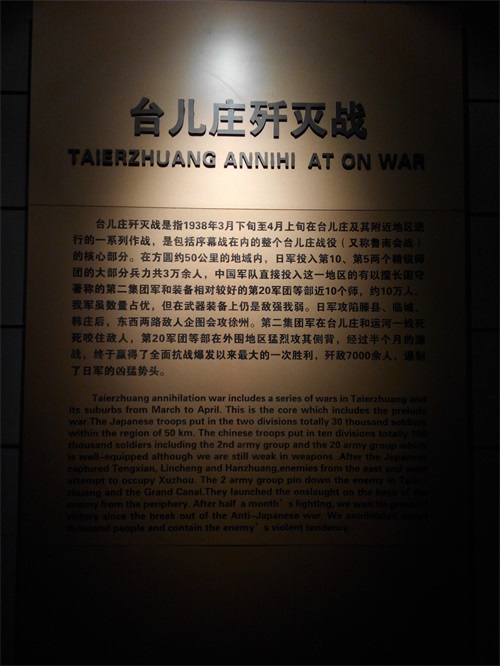 台儿庄歼灭战
TAIERZHUANG ANNIHI AT ON WAR
台儿庄歼灭战是指1938年3月下旬至4月上旬在台儿庄及其附近地区进
行的一系列作战，是包括序幕战在内的整个台儿庄战役（又称鲁南会战）
的核心部分。在方圆约50公里的地域内，日军投入第10、第5两个精锐师
团的大部分兵力共3万余人，中国军队直接投入这一地区的有以擅长固守
著称的第二集团军和装备相对较好的第20军团等部近10个师，约10万人。
我军虽数量占优，但在武器装备上仍是敌强我弱。日军攻陷滕县、临城、
韩庄后，东西两路敌人企图会攻徐州。第二集团军在台儿庄和运河一线死
死咬住敌人，第20军团等部在外围地区猛烈攻其侧背，经过半个月的激
战，终于赢得了全面抗战爆发以来最大的一次胜利，歼敌7000余人，遏制
了日军的凶猛势头。
Taierzhuang annihilation war includes a series of wars in Taierzhuang and
its suburbs from March to April. This is the core which includes the prelude
war.The Japanese troops put in the two divisions totally 30 thousand soldiers
within the region of 50 km. The chinese troops put in ten divisions totally 100
thousand soldiers including the 2nd army group and the 20 army group which
is well-equipped although we are still weak in weapons .After the Japanese
captured Tengxian, Lincheng and Hanzhuang,enemies from the east and west
attempt to occupy Xuzhou. The 2 army group pin down the enemy in Taier-
zhuang and the Grand Canal.They launched the onslaught on the back of the
enemy from the periphery. After half a month's fighting, we won the greatest
victory since the break out of the Anti-Japanese war. We annihilated seven
thousand people and contain the enemy's violent tendency.